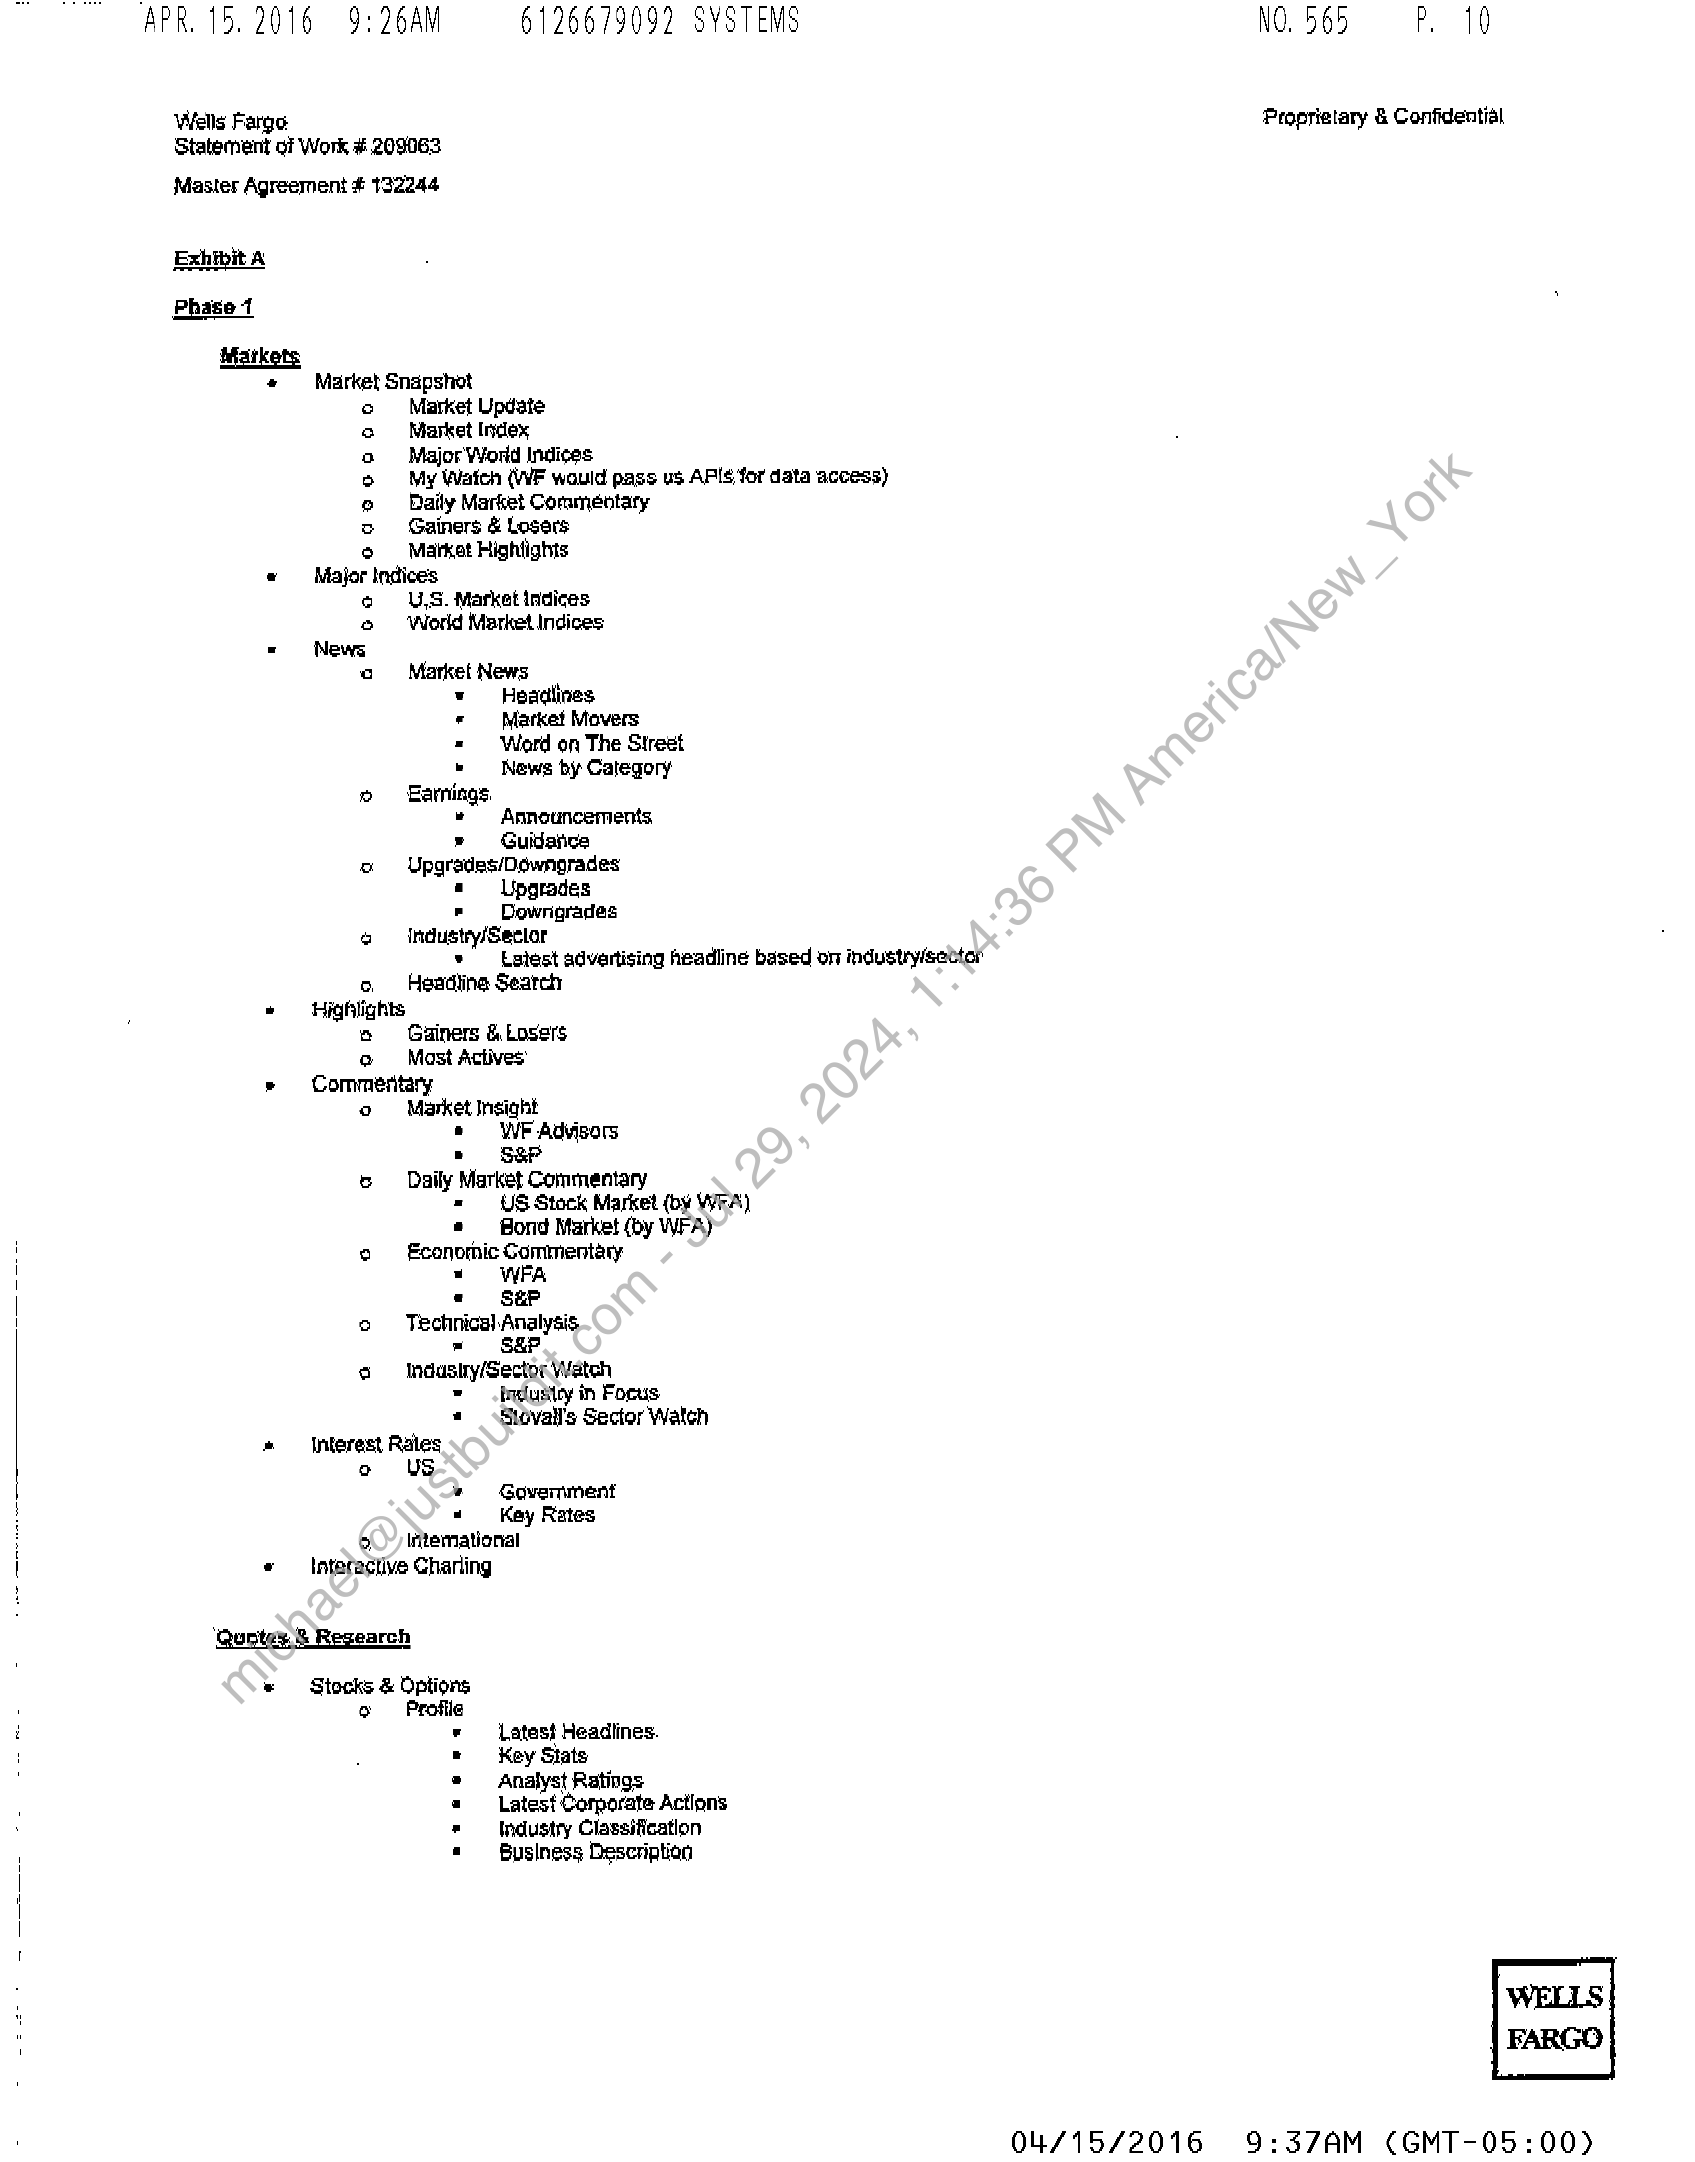 APR. 15. 2016 9:26AM 6126679092 SYSTEMS NO. 565 P. 10
Wells Fargo
Proprietary & Confidential
Statement of Work # 209063
Master Agreement # 132244
Exhibit A
Phase 1
Markets
• Market Snapshot
o Market Update
o Market Index
o Major World Indices
o My Watch (WF would pass us APIs for data access)
o Daily Market Commentary
o Gainers & Losers
o Market Highlights
• Major Indices
o U.S. Market Indices
o World Market Indices
• News
o Market News
▪ Headlines
▪ Market Movers
▪ Word on The Street
▪ News by Category
o Earnings
▪ Announcements
▪ Guidance
o Upgrades/Downgrades
▪ Upgrades
▪ Downgrades
o Industry/Sector
▪ Latest advertising headline based on industry/sector
o Headline Search
• Highlights
o Gainers & Losers
o Most Actives
• Commentary
o Market Insight
▪ WF Advisors
▪ S&P
o Daily Market Commentary
▪ US Stock Market (by WFA)
▪ Bond Market (by WFA)
o Economic Commentary
▪ WFA
▪ S&P
o Technical Analysis
▪ S&P
o Industry/Sector Watch
▪ Industry in Focus
▪ Stovall's Sector Watch
• Interest Rates
o US
▪ Government
▪ Key Rates
o International
• Interactive Charting
Quotes & Research
• Stocks & Options
o Profile
▪ Latest Headlines
▪ Key Stats
▪ Analyst Ratings
▪ Latest Corporate Actions
▪ Industry Classification
▪ Business Description
michael@justbuildit.com - Jul 29, 2024, 1:14:36 PM America/New_York
WELLS
FARGO
04/15/2016 9:37AM (GMT-05:00)